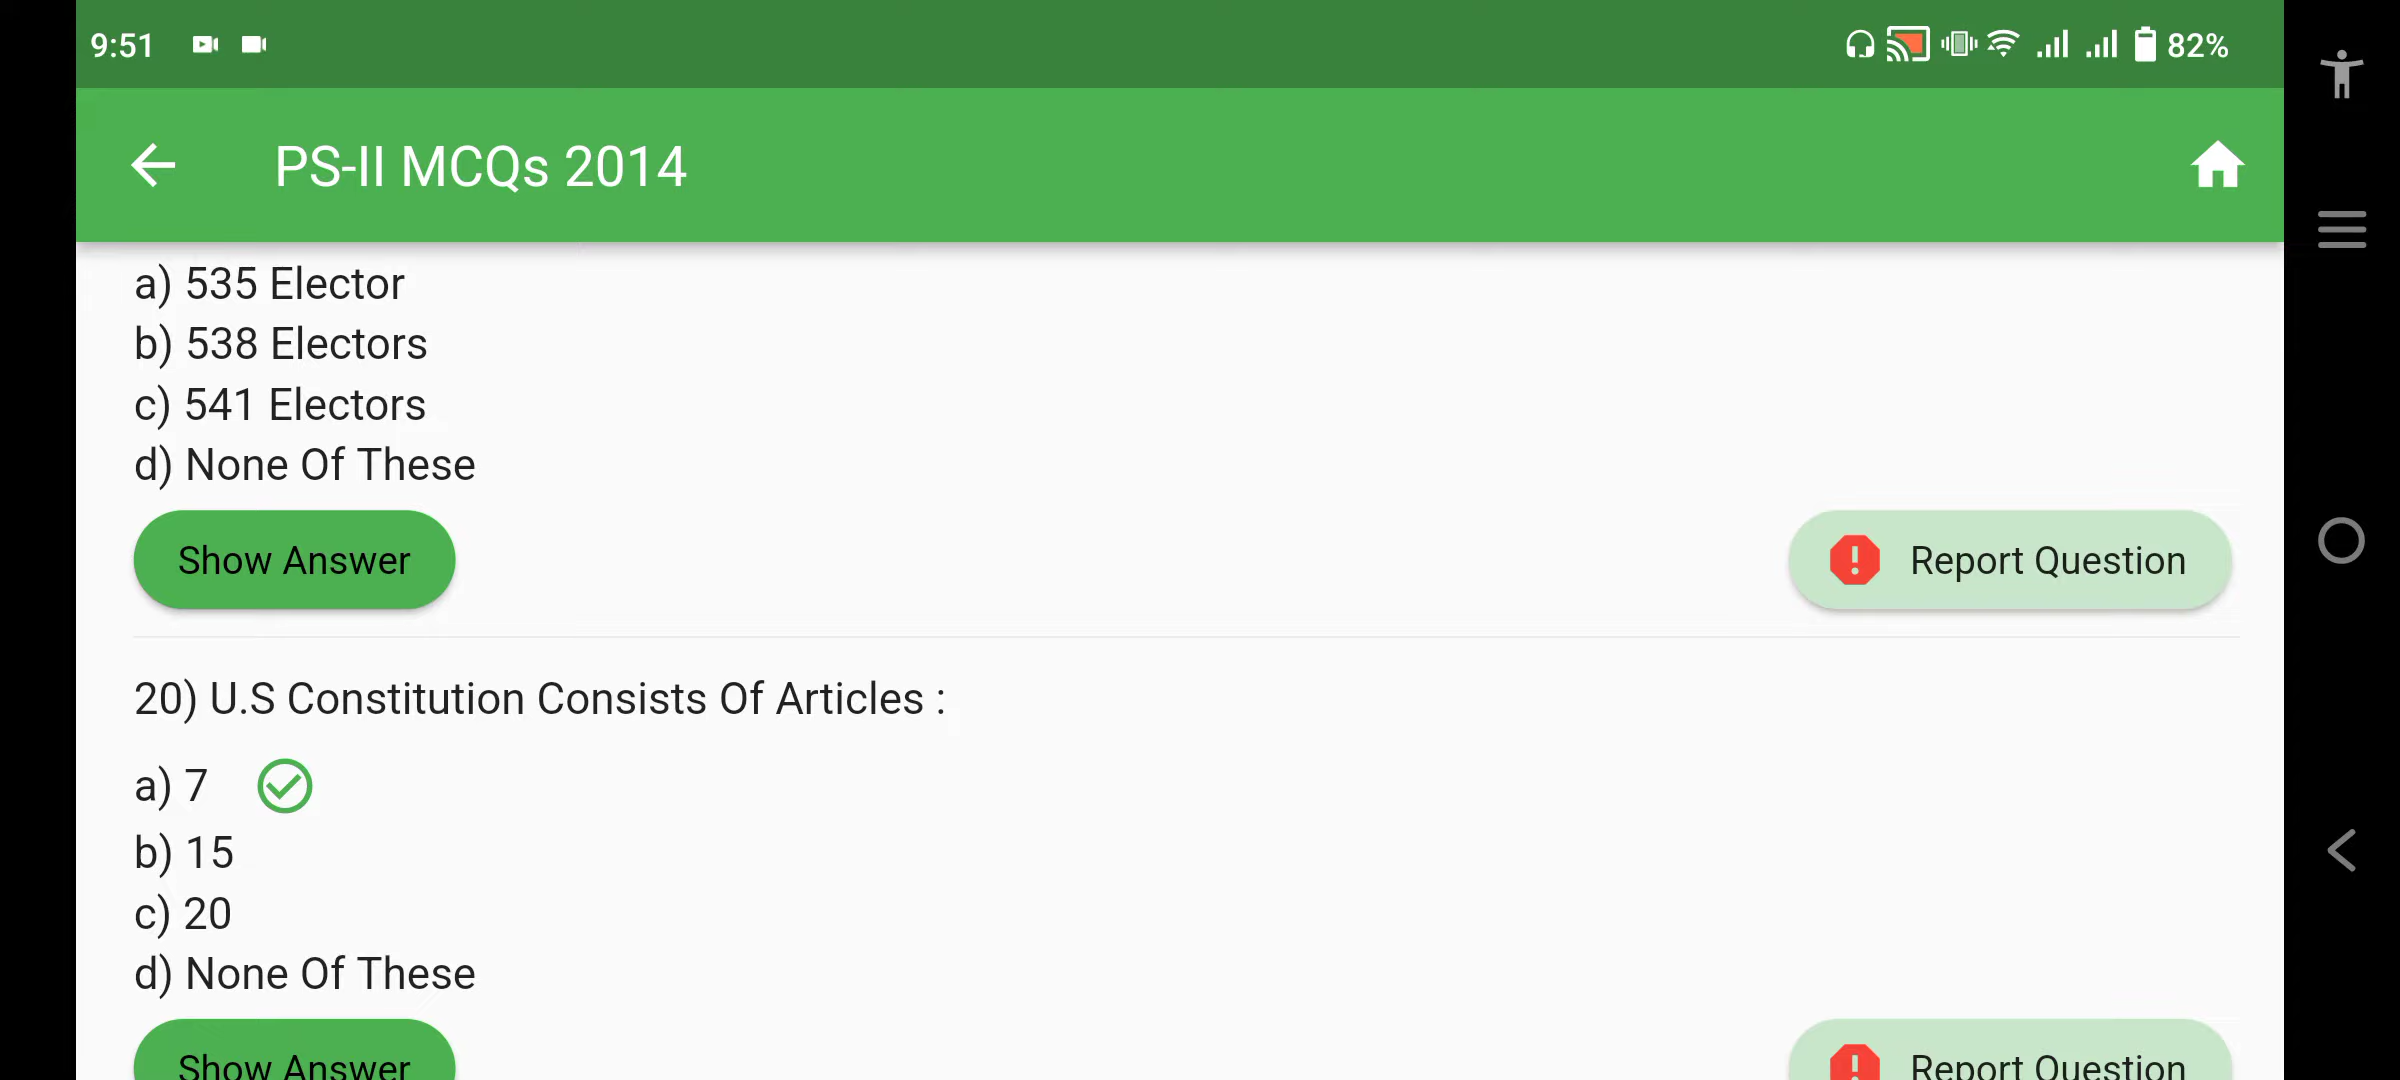 9:51
82%
PS-II MCQs 2014
a) 535 Elector
b) 538 Electors
c) 541 Electors
d) None Of These
Show Answer
Report Question
20) U.S Constitution Consists Of Articles :
a) 7
b) 15
c) 20
d) None Of These
Show Answer
Report Question